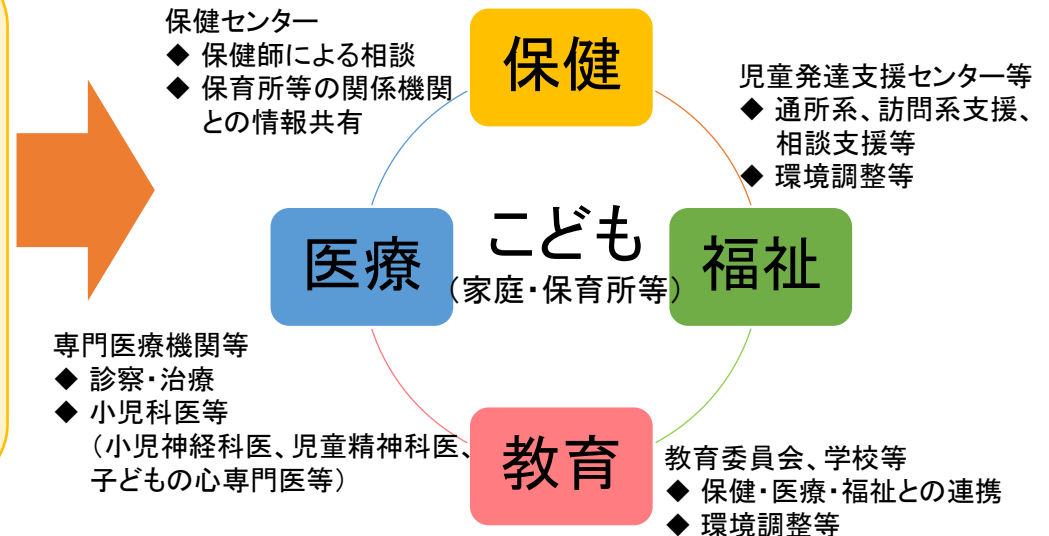 保健センター
◆ 保健師による相談
◆ 保育所等の関係機関
との情報共有
保健
児童発達支援センター等
◆ 通所系、訪問系支援、
相談支援等
◆ 環境調整等
医療
こども
（家庭・保育所等）
福祉
専門医療機関等
◆ 診察・治療
◆ 小児科医等
（小児神経科医、児童精神科医、
子どもの心専門医等）
教育
教育委員会、学校等
◆ 保健・医療・福祉との連携
◆ 環境調整等